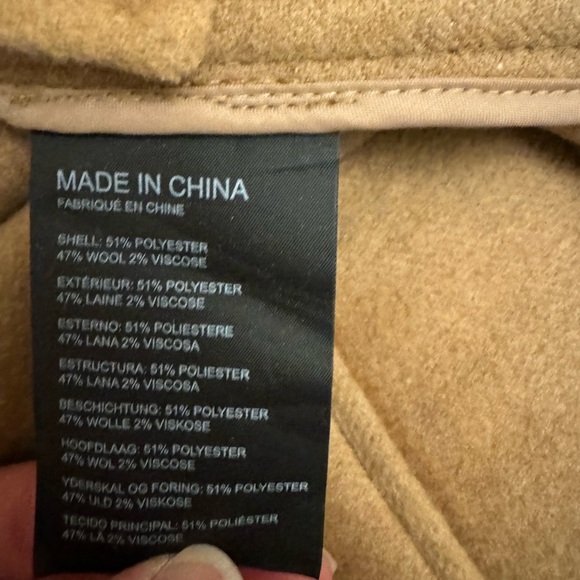 MADE IN CHINA
FABRIQUÉ EN CHINE
SHELL: 51% POLYESTER
47% WOOL 2% VISCOSE
EXTÉRIEUR: 51% POLYESTER
47% LAINE 2% VISCOSE
ESTERNO: 51% POLIESTERE
47% LANA 2% VISCOSA
ESTRUCTURA: 51% POLIESTER
47% LANA 2% VISCOSA
BESCHICHTUNG: 51% POLYESTER
47% WOLLE 2% VISKOSE
HOOFDLAAG: 51% POLYESTER
47% WOL 2% VISCOSE
YDERSKAL OG FORING: 51% POLYESTER
47% ULD 2% VISKOSE
TECIDO PRINCIPAL: 51% POLIÉSTER
47% LÃ 2% VISCOSE